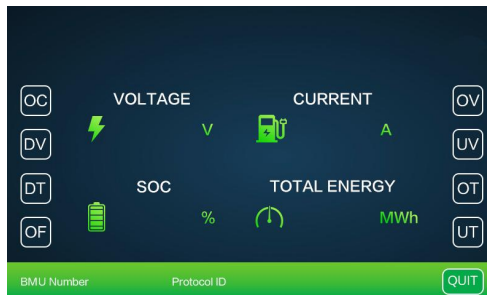 OC
VOLTAGE
CURRENT
OV
V
A
DV
UV
DT
SOC
TOTAL ENERGY
OT
%
MWh
OF
UT
BMU Number
Protocol ID
QUIT